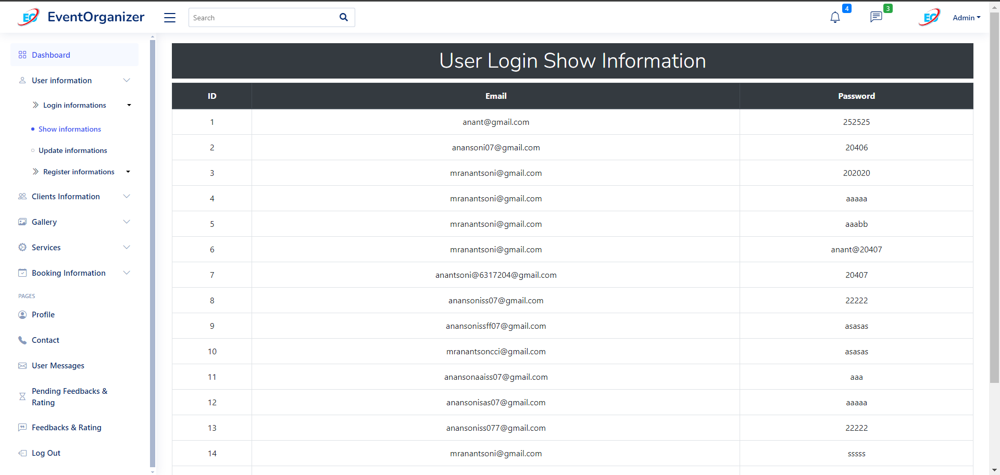 EO EventOrganizer
Search
4
3
EO
Admin
Dashboard
User information
Login informations
Show informations
Update informations
Register informations
Clients Information
Gallery
Services
Booking Information
PAGES
Profile
Contact
User Messages
Pending Feedbacks &
Rating
Feedbacks & Rating
Log Out
User Login Show Information
ID Email Password
1 anant@gmail.com 252525
2 anansoni07@gmail.com 20406
3 mranantsoni@gmail.com 202020
4 mranantsoni@gmail.com aaaaa
5 mranantsoni@gmail.com aaabb
6 mranantsoni@gmail.com anant@20407
7 anantsoni@6317204@gmail.com 20407
8 anansoniss07@gmail.com 22222
9 anansonissff07@gmail.com asasas
10 mranantsoncci@gmail.com asasas
11 anansonaaiss07@gmail.com aaa
12 anansonisas07@gmail.com aaaaa
13 anansoniss077@gmail.com 22222
14 mranantsoni@gmail.com sssss